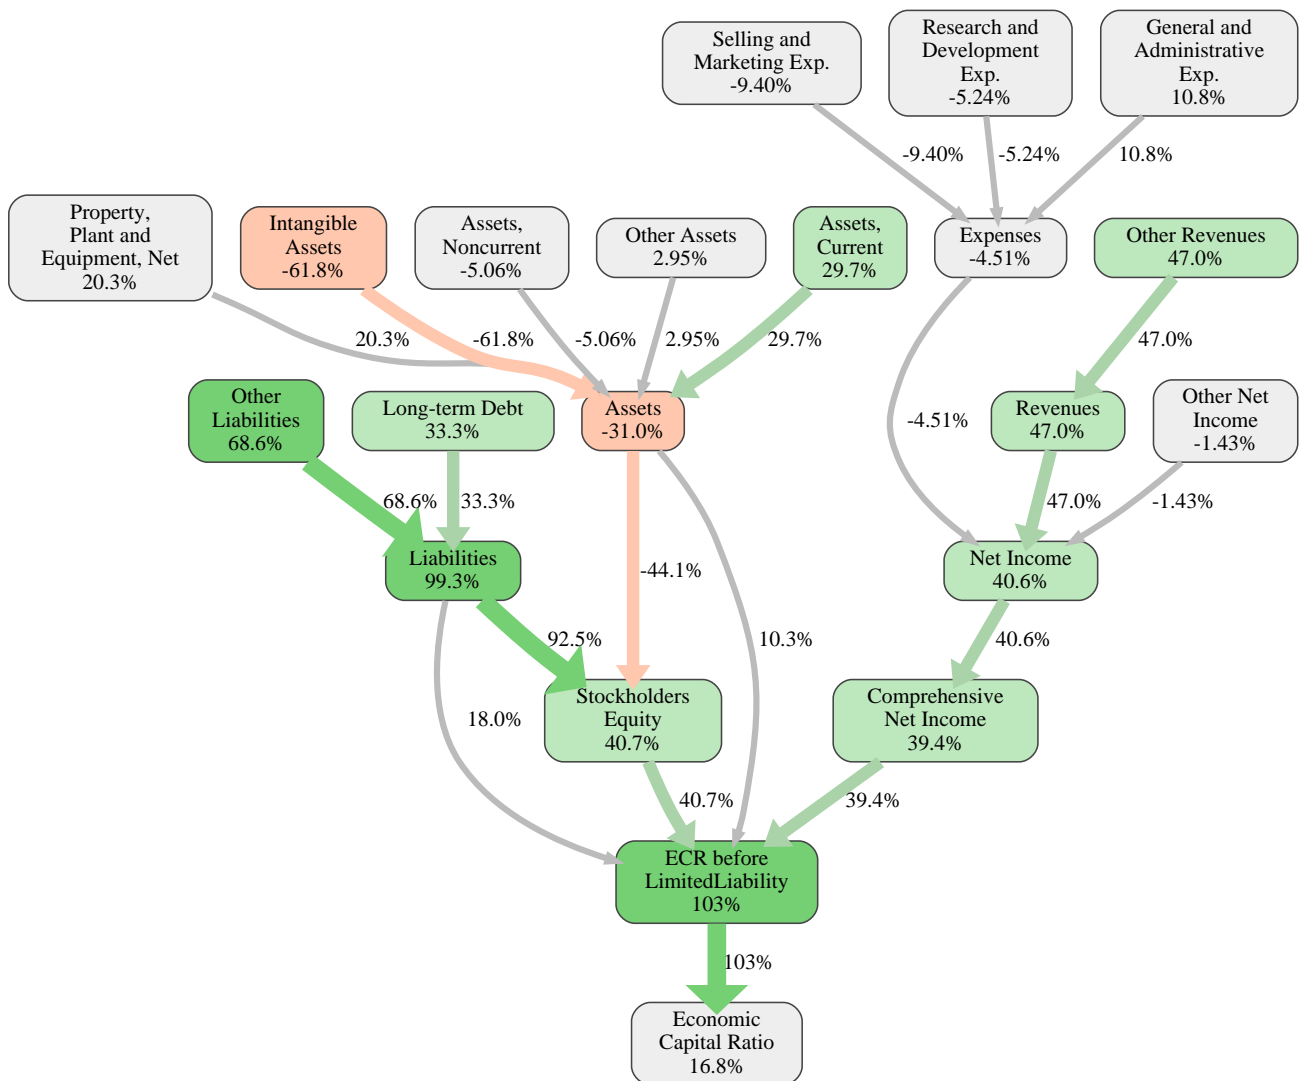 Selling and
Marketing Exp.
-9.40%
Research and
Development
Exp.
-5.24%
General and
Administrative
Exp.
10.8%
-9.40%
-5.24%
10.8%
Property,
Plant and
Equipment, Net
20.3%
Intangible
Assets
-61.8%
Assets,
Noncurrent
-5.06%
Other Assets
2.95%
Assets,
Current
29.7%
Expenses
-4.51%
Other Revenues
47.0%
20.3%
-61.8%
-5.06%
2.95%
29.7%
47.0%
Other
Liabilities
68.6%
Long-term Debt
33.3%
Assets
-31.0%
-4.51%
Revenues
47.0%
Other Net
Income
-1.43%
68.6%
33.3%
47.0%
-1.43%
Liabilities
99.3%
-44.1%
Net Income
40.6%
92.5%
10.3%
40.6%
18.0%
Stockholders
Equity
40.7%
Comprehensive
Net Income
39.4%
40.7%
39.4%
ECR before
LimitedLiability
103%
103%
Economic
Capital Ratio
16.8%